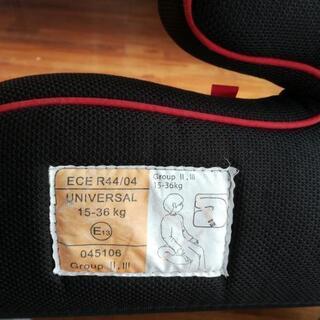 ECE R44/04
UNIVERSAL
15-36 kg
E13
045106
Group II, III
Group II, III
15-36kg